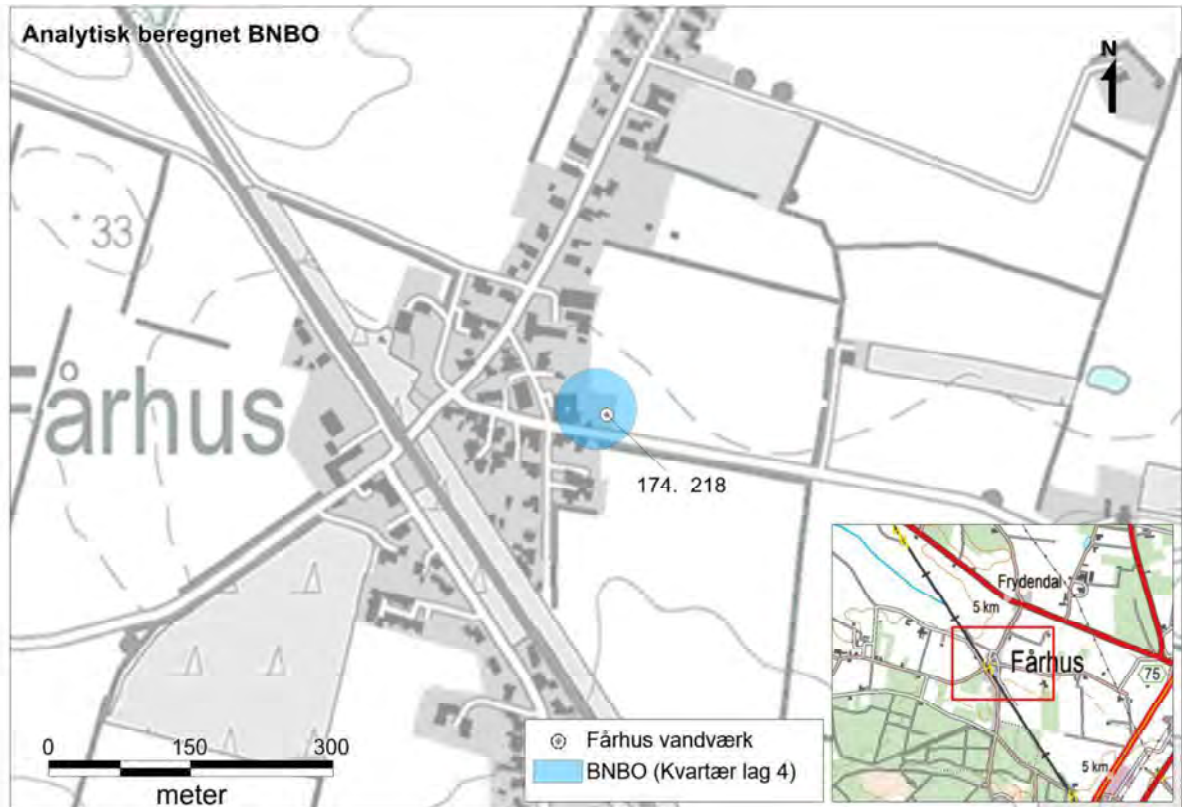 Analytisk beregnet BNBO
N
33
Fårhus
174. 218
0 150 300
meter
Fårhus vandværk
BNBO (Kvartær lag 4)
Frydendal
5 km
Fårhus
75
5 km